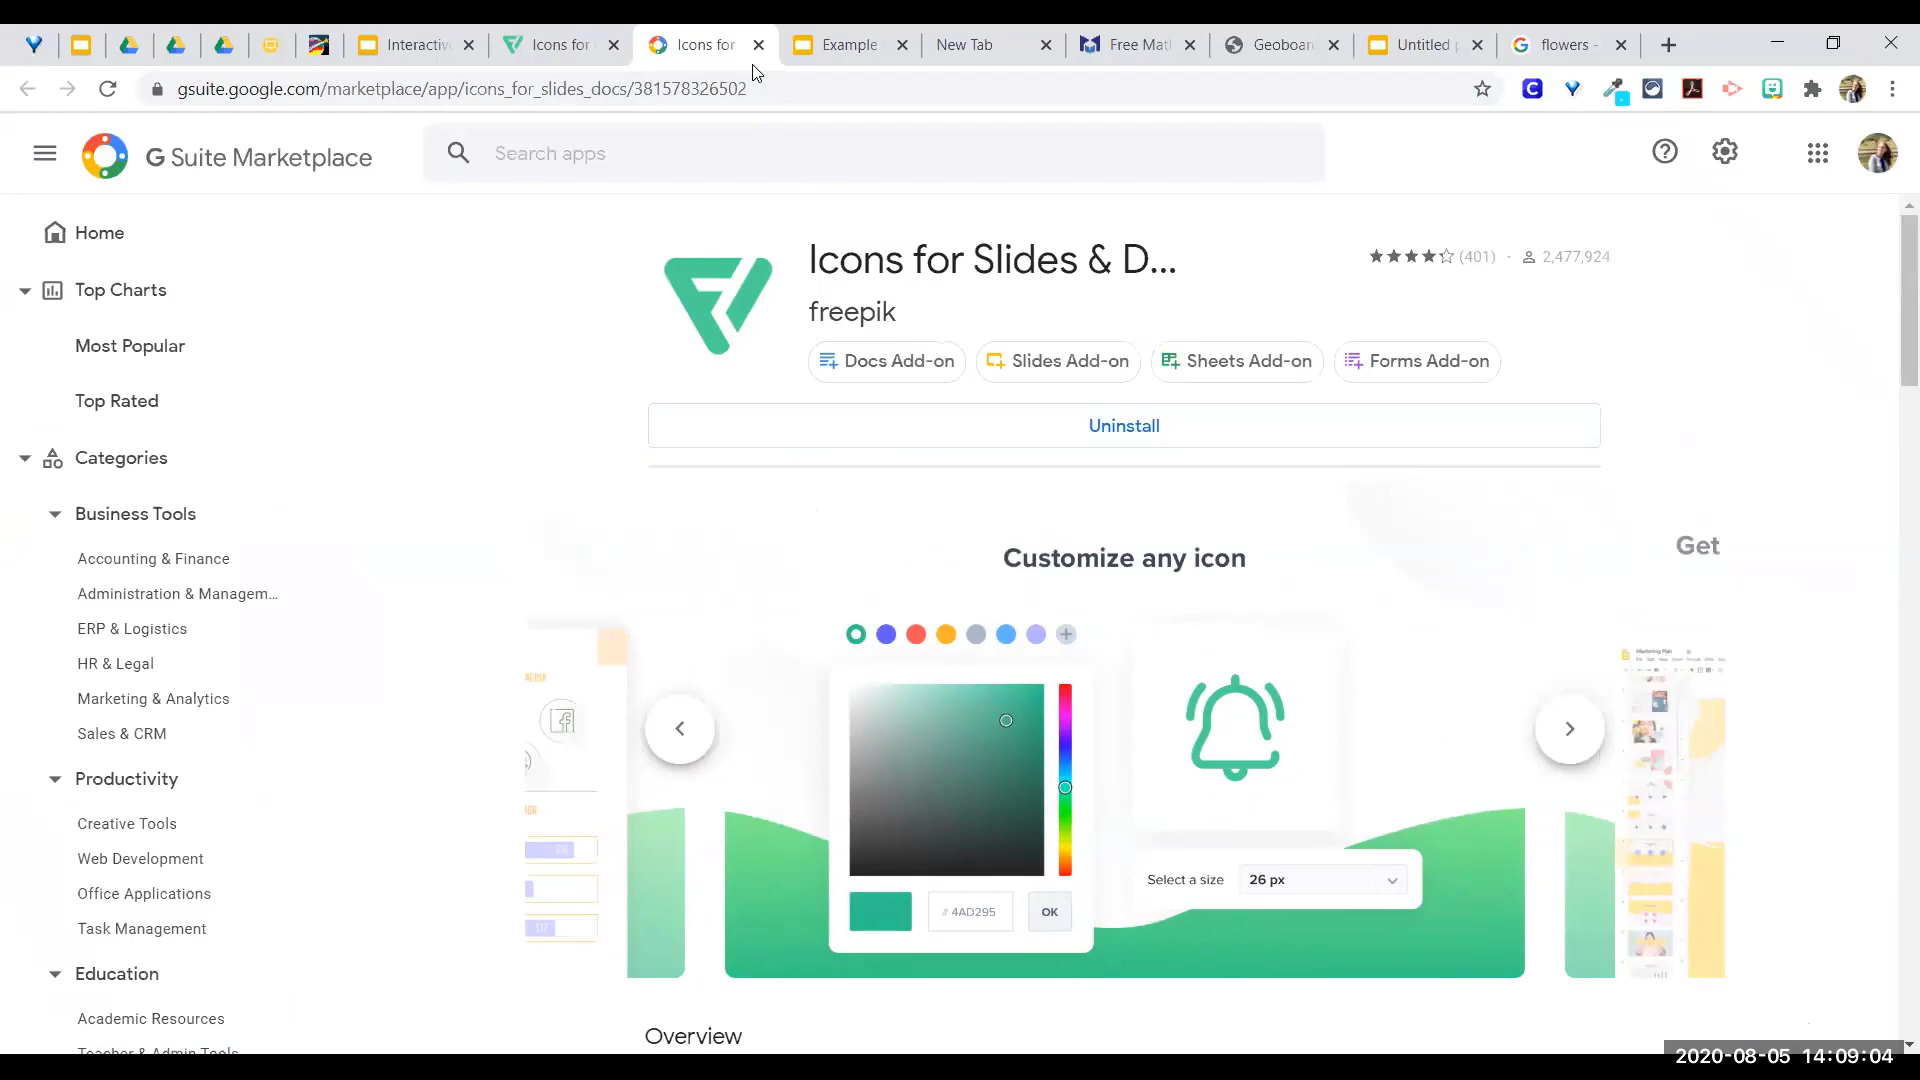 Interactiv
Icons for
Icons for
Example
New Tab
Free Mat
Geoboar
Untitled p
flowers -
gsuite.google.com/marketplace/app/icons_for_slides_docs/381578326502
G Suite Marketplace
Search apps
Home
Top Charts
Most Popular
Top Rated
Categories
Business Tools
Accounting & Finance
Administration & Managem...
ERP & Logistics
HR & Legal
Marketing & Analytics
Sales & CRM
Productivity
Creative Tools
Web Development
Office Applications
Task Management
Education
Academic Resources
Teacher & Admin Tools
Icons for Slides & D...
(401) · 2,477,924
freepik
Docs Add-on
Slides Add-on
Sheets Add-on
Forms Add-on
Uninstall
Customize any icon
Get
Select a size
26 px
// 4AD295
OK
Marketing Plan
Overview
2020-08-05 14:09:04